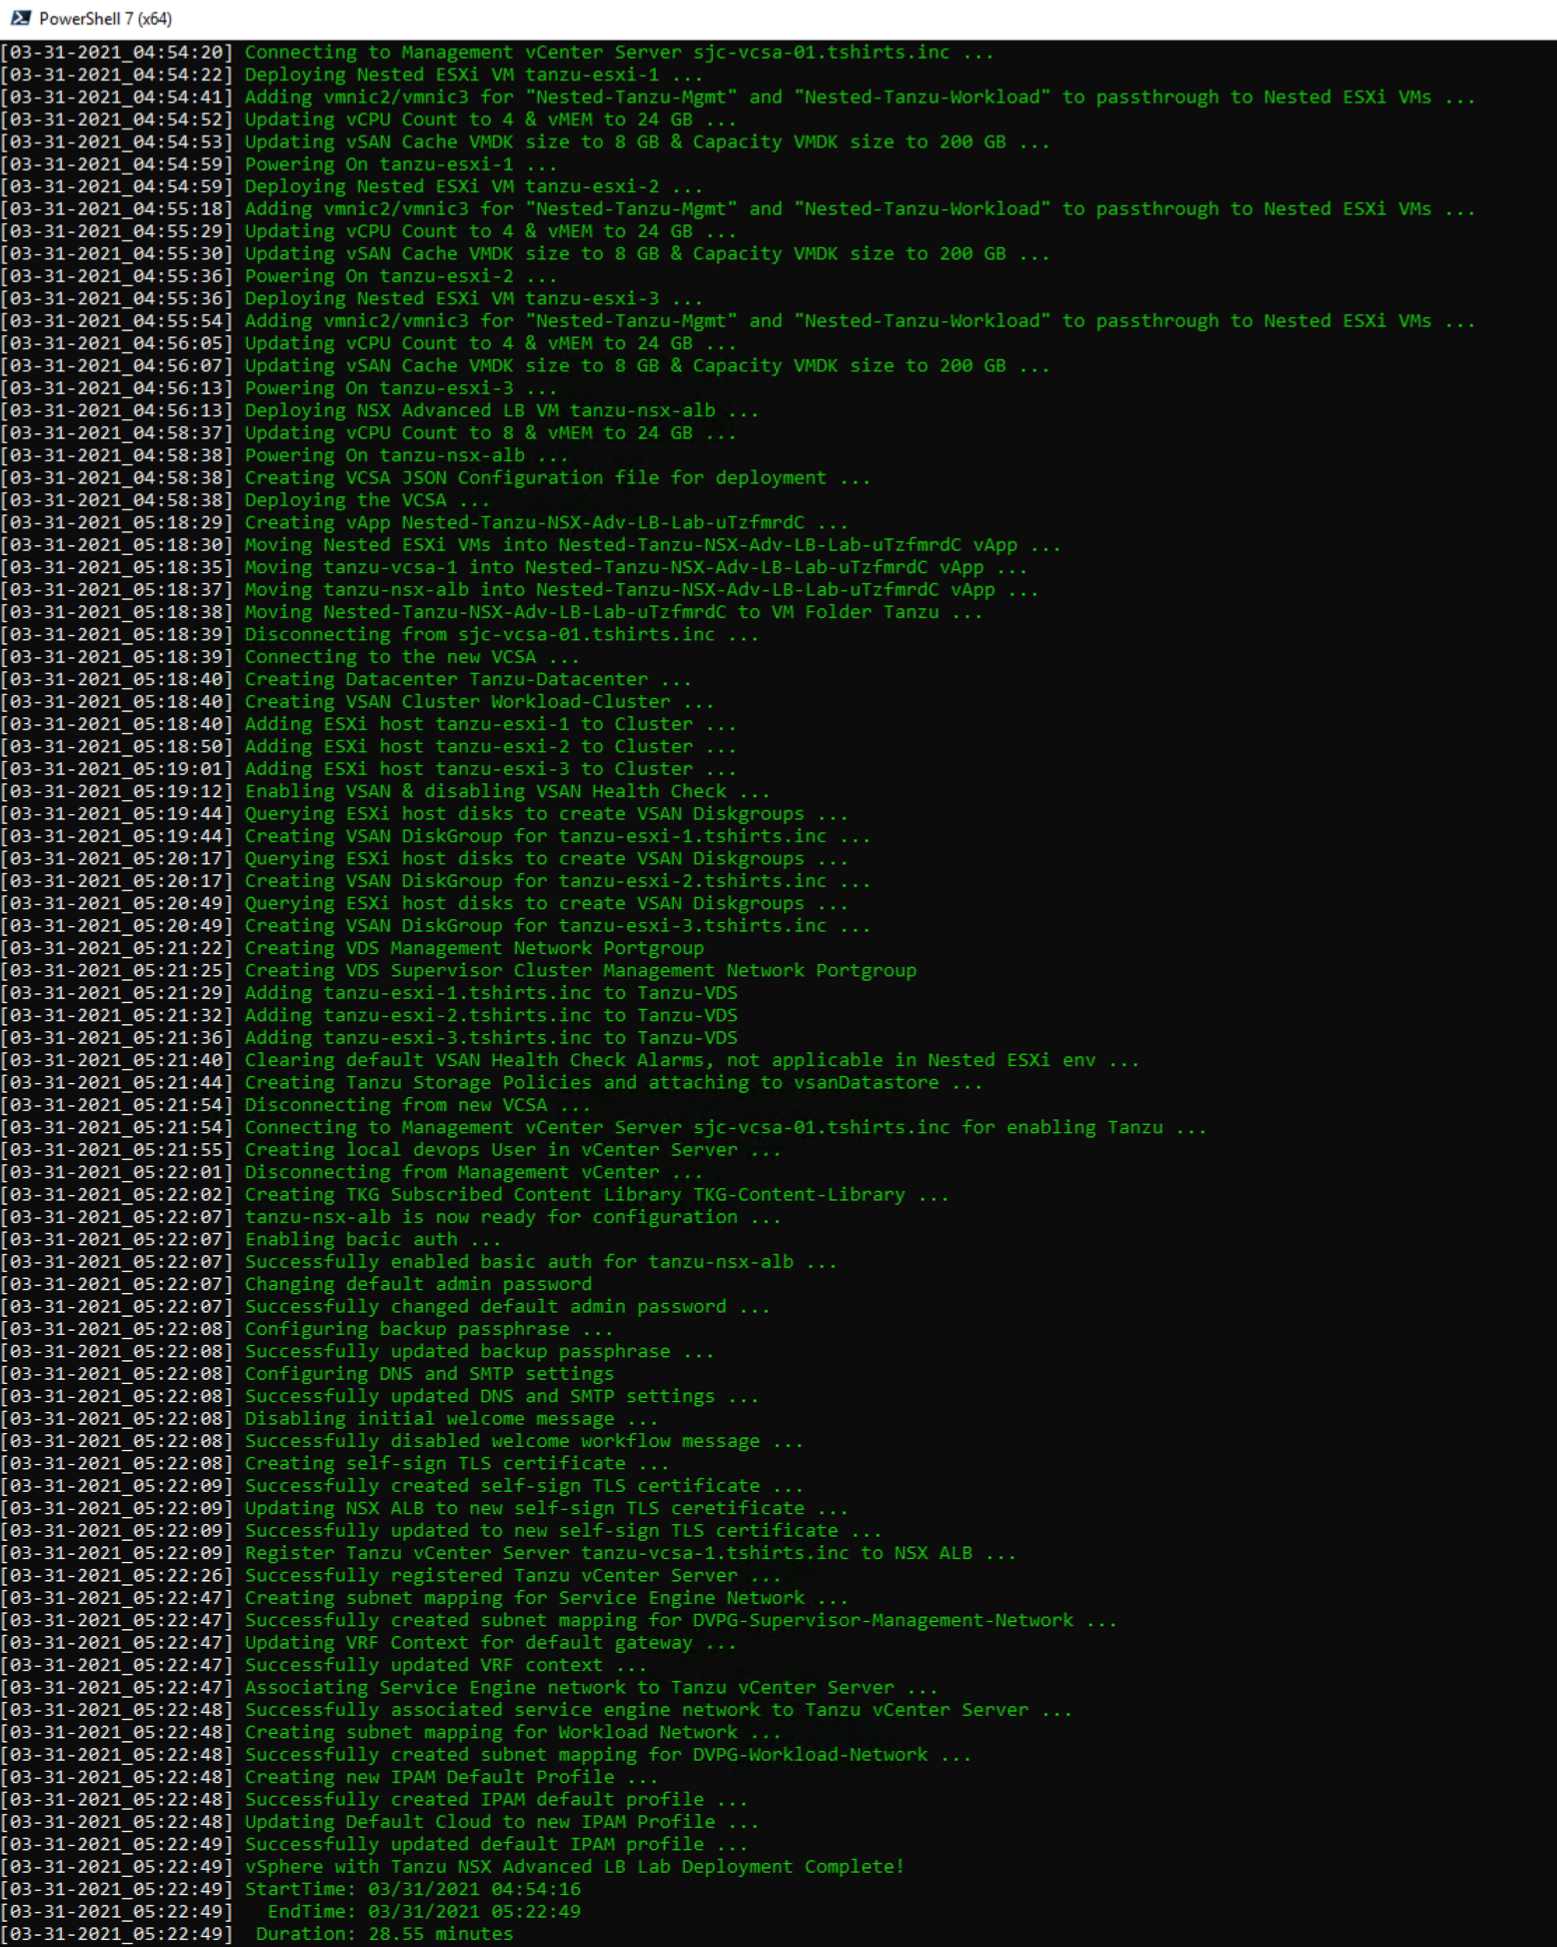 PowerShell 7 (x64)
[03-31-2021_04:54:20] Connecting to Management vCenter Server sjc-vcsa-01.tshirts.inc ...
[03-31-2021_04:54:22] Deploying Nested ESXi VM tanzu-esxi-1 ...
[03-31-2021_04:54:41] Adding vmnic2/vmnic3 for "Nested-Tanzu-Mgmt" and "Nested-Tanzu-Workload" to passthrough to Nested ESXi VMs ...
[03-31-2021_04:54:52] Updating vCPU Count to 4 & vMEM to 24 GB ...
[03-31-2021_04:54:53] Updating vSAN Cache VMDK size to 8 GB & Capacity VMDK size to 200 GB ...
[03-31-2021_04:54:59] Powering On tanzu-esxi-1 ...
[03-31-2021_04:54:59] Deploying Nested ESXi VM tanzu-esxi-2 ...
[03-31-2021_04:55:18] Adding vmnic2/vmnic3 for "Nested-Tanzu-Mgmt" and "Nested-Tanzu-Workload" to passthrough to Nested ESXi VMs ...
[03-31-2021_04:55:29] Updating vCPU Count to 4 & vMEM to 24 GB ...
[03-31-2021_04:55:30] Updating vSAN Cache VMDK size to 8 GB & Capacity VMDK size to 200 GB ...
[03-31-2021_04:55:36] Powering On tanzu-esxi-2 ...
[03-31-2021_04:55:36] Deploying Nested ESXi VM tanzu-esxi-3 ...
[03-31-2021_04:55:54] Adding vmnic2/vmnic3 for "Nested-Tanzu-Mgmt" and "Nested-Tanzu-Workload" to passthrough to Nested ESXi VMs ...
[03-31-2021_04:56:05] Updating vCPU Count to 4 & vMEM to 24 GB ...
[03-31-2021_04:56:07] Updating vSAN Cache VMDK size to 8 GB & Capacity VMDK size to 200 GB ...
[03-31-2021_04:56:13] Powering On tanzu-esxi-3 ...
[03-31-2021_04:56:13] Deploying NSX Advanced LB VM tanzu-nsx-alb ...
[03-31-2021_04:58:37] Updating vCPU Count to 8 & vMEM to 24 GB ...
[03-31-2021_04:58:38] Powering On tanzu-nsx-alb ...
[03-31-2021_04:58:38] Creating VCSA JSON Configuration file for deployment ...
[03-31-2021_04:58:38] Deploying the VCSA ...
[03-31-2021_05:18:29] Creating vApp Nested-Tanzu-NSX-Adv-LB-Lab-uTzfmrdC ...
[03-31-2021_05:18:30] Moving Nested ESXi VMs into Nested-Tanzu-NSX-Adv-LB-Lab-uTzfmrdC vApp ...
[03-31-2021_05:18:35] Moving tanzu-vcsa-1 into Nested-Tanzu-NSX-Adv-LB-Lab-uTzfmrdC vApp ...
[03-31-2021_05:18:37] Moving tanzu-nsx-alb into Nested-Tanzu-NSX-Adv-LB-Lab-uTzfmrdC vApp ...
[03-31-2021_05:18:38] Moving Nested-Tanzu-NSX-Adv-LB-Lab-uTzfmrdC to VM Folder Tanzu ...
[03-31-2021_05:18:39] Disconnecting from sjc-vcsa-01.tshirts.inc ...
[03-31-2021_05:18:39] Connecting to the new VCSA ...
[03-31-2021_05:18:40] Creating Datacenter Tanzu-Datacenter ...
[03-31-2021_05:18:40] Creating VSAN Cluster Workload-Cluster ...
[03-31-2021_05:18:40] Adding ESXi host tanzu-esxi-1 to Cluster ...
[03-31-2021_05:18:50] Adding ESXi host tanzu-esxi-2 to Cluster ...
[03-31-2021_05:19:01] Adding ESXi host tanzu-esxi-3 to Cluster ...
[03-31-2021_05:19:12] Enabling VSAN & disabling VSAN Health Check ...
[03-31-2021_05:19:44] Querying ESXi host disks to create VSAN Diskgroups ...
[03-31-2021_05:19:44] Creating VSAN DiskGroup for tanzu-esxi-1.tshirts.inc ...
[03-31-2021_05:20:17] Querying ESXi host disks to create VSAN Diskgroups ...
[03-31-2021_05:20:17] Creating VSAN DiskGroup for tanzu-esxi-2.tshirts.inc ...
[03-31-2021_05:20:49] Querying ESXi host disks to create VSAN Diskgroups ...
[03-31-2021_05:20:49] Creating VSAN DiskGroup for tanzu-esxi-3.tshirts.inc ...
[03-31-2021_05:21:22] Creating VDS Management Network Portgroup
[03-31-2021_05:21:25] Creating VDS Supervisor Cluster Management Network Portgroup
[03-31-2021_05:21:29] Adding tanzu-esxi-1.tshirts.inc to Tanzu-VDS
[03-31-2021_05:21:32] Adding tanzu-esxi-2.tshirts.inc to Tanzu-VDS
[03-31-2021_05:21:36] Adding tanzu-esxi-3.tshirts.inc to Tanzu-VDS
[03-31-2021_05:21:40] Clearing default VSAN Health Check Alarms, not applicable in Nested ESXi env ...
[03-31-2021_05:21:44] Creating Tanzu Storage Policies and attaching to vsanDatastore ...
[03-31-2021_05:21:54] Disconnecting from new VCSA ...
[03-31-2021_05:21:54] Connecting to Management vCenter Server sjc-vcsa-01.tshirts.inc for enabling Tanzu ...
[03-31-2021_05:21:55] Creating local devops User in vCenter Server ...
[03-31-2021_05:22:01] Disconnecting from Management vCenter ...
[03-31-2021_05:22:02] Creating TKG Subscribed Content Library TKG-Content-Library ...
[03-31-2021_05:22:07] tanzu-nsx-alb is now ready for configuration ...
[03-31-2021_05:22:07] Enabling bacic auth ...
[03-31-2021_05:22:07] Successfully enabled basic auth for tanzu-nsx-alb ...
[03-31-2021_05:22:07] Changing default admin password
[03-31-2021_05:22:07] Successfully changed default admin password ...
[03-31-2021_05:22:08] Configuring backup passphrase ...
[03-31-2021_05:22:08] Successfully updated backup passphrase ...
[03-31-2021_05:22:08] Configuring DNS and SMTP settings
[03-31-2021_05:22:08] Successfully updated DNS and SMTP settings ...
[03-31-2021_05:22:08] Disabling initial welcome message ...
[03-31-2021_05:22:08] Successfully disabled welcome workflow message ...
[03-31-2021_05:22:08] Creating self-sign TLS certificate ...
[03-31-2021_05:22:09] Successfully created self-sign TLS certificate ...
[03-31-2021_05:22:09] Updating NSX ALB to new self-sign TLS ceretificate ...
[03-31-2021_05:22:09] Successfully updated to new self-sign TLS certificate ...
[03-31-2021_05:22:09] Register Tanzu vCenter Server tanzu-vcsa-1.tshirts.inc to NSX ALB ...
[03-31-2021_05:22:26] Successfully registered Tanzu vCenter Server ...
[03-31-2021_05:22:47] Creating subnet mapping for Service Engine Network ...
[03-31-2021_05:22:47] Successfully created subnet mapping for DVPG-Supervisor-Management-Network ...
[03-31-2021_05:22:47] Updating VRF Context for default gateway ...
[03-31-2021_05:22:47] Successfully updated VRF context ...
[03-31-2021_05:22:47] Associating Service Engine network to Tanzu vCenter Server ...
[03-31-2021_05:22:48] Successfully associated service engine network to Tanzu vCenter Server ...
[03-31-2021_05:22:48] Creating subnet mapping for Workload Network ...
[03-31-2021_05:22:48] Successfully created subnet mapping for DVPG-Workload-Network ...
[03-31-2021_05:22:48] Creating new IPAM Default Profile ...
[03-31-2021_05:22:48] Successfully created IPAM default profile ...
[03-31-2021_05:22:48] Updating Default Cloud to new IPAM Profile ...
[03-31-2021_05:22:49] Successfully updated default IPAM profile ...
[03-31-2021_05:22:49] vSphere with Tanzu NSX Advanced LB Lab Deployment Complete!
[03-31-2021_05:22:49] StartTime: 03/31/2021 04:54:16
[03-31-2021_05:22:49]   EndTime: 03/31/2021 05:22:49
[03-31-2021_05:22:49]  Duration: 28.55 minutes